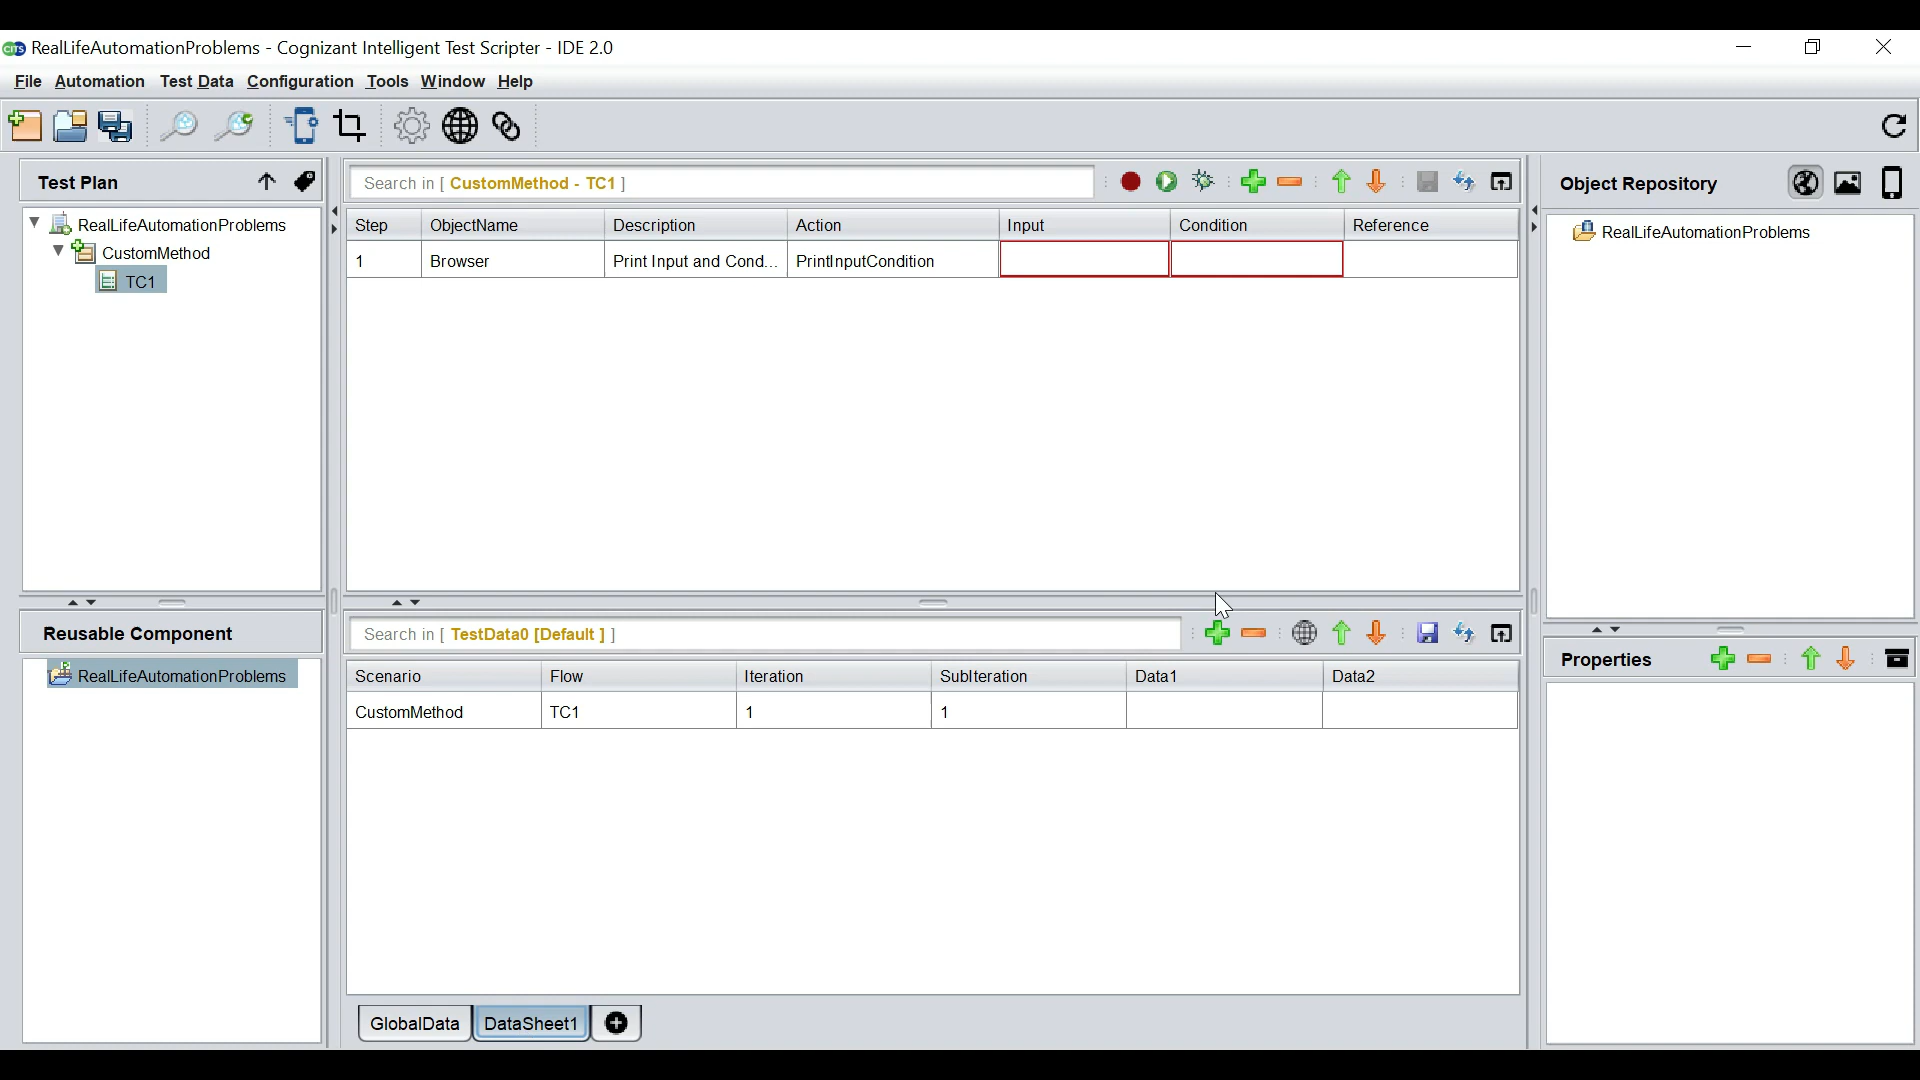 CITS RealLifeAutomationProblems - Cognizant Intelligent Test Scripter - IDE 2.0
File Automation Test Data Configuration Tools Window Help
Test Plan
RealLifeAutomationProblems
CustomMethod
TC1
Search in [ CustomMethod - TC1 ]
Step ObjectName Description Action Input Condition Reference
1 Browser Print Input and Cond... PrintInputCondition
Object Repository
RealLifeAutomationProblems
Reusable Component
RealLifeAutomationProblems
Search in [ TestData0 [Default ] ]
Scenario Flow Iteration SubIteration Data1 Data2
CustomMethod TC1 1 1
GlobalData DataSheet1
Properties